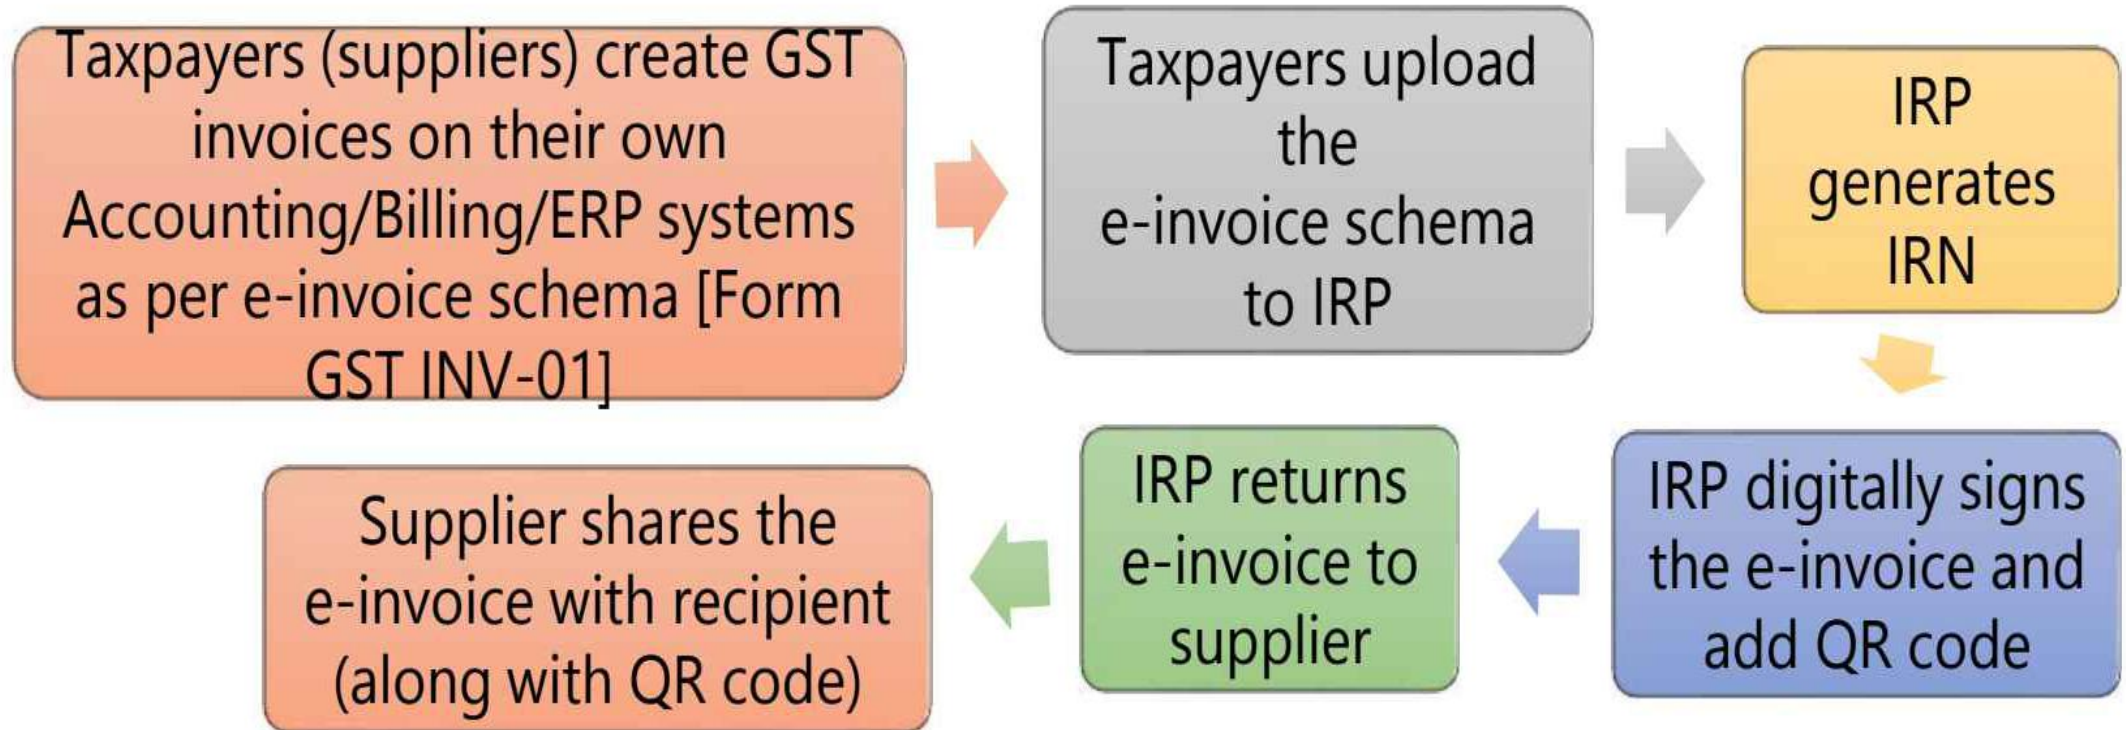 Taxpayers (suppliers) create GST
invoices on their own
Accounting/Billing/ERP systems
as per e-invoice schema [Form
GST INV-01]
Taxpayers upload
the
e-invoice schema
to IRP
IRP
generates
IRN
IRP digitally signs
the e-invoice and
add QR code
IRP returns
e-invoice to
supplier
Supplier shares the
e-invoice with recipient
(along with QR code)